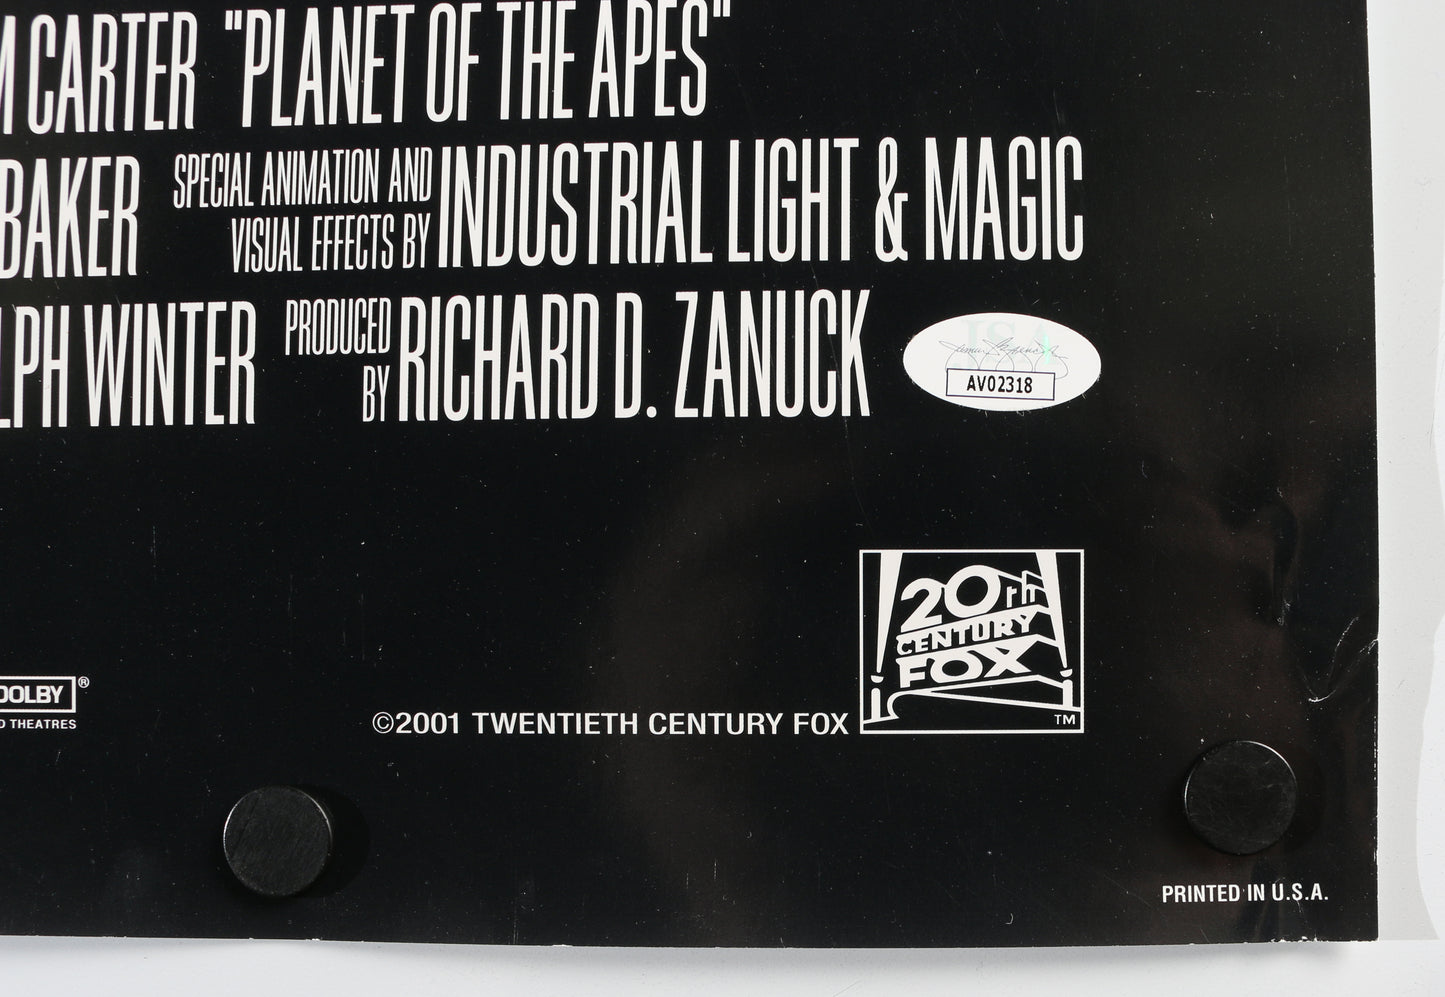 M CARTER "PLANET OF THE APES"
BAKER SPECIAL ANIMATION AND VISUAL EFFECTS BY INDUSTRIAL LIGHT & MAGIC
LPH WINTER PRODUCED BY RICHARD D. ZANUCK
JSA
AV02318
20TH
CENTURY
FOX
TM
DOLBY®
THEATRES
©2001 TWENTIETH CENTURY FOX
PRINTED IN U.S.A.